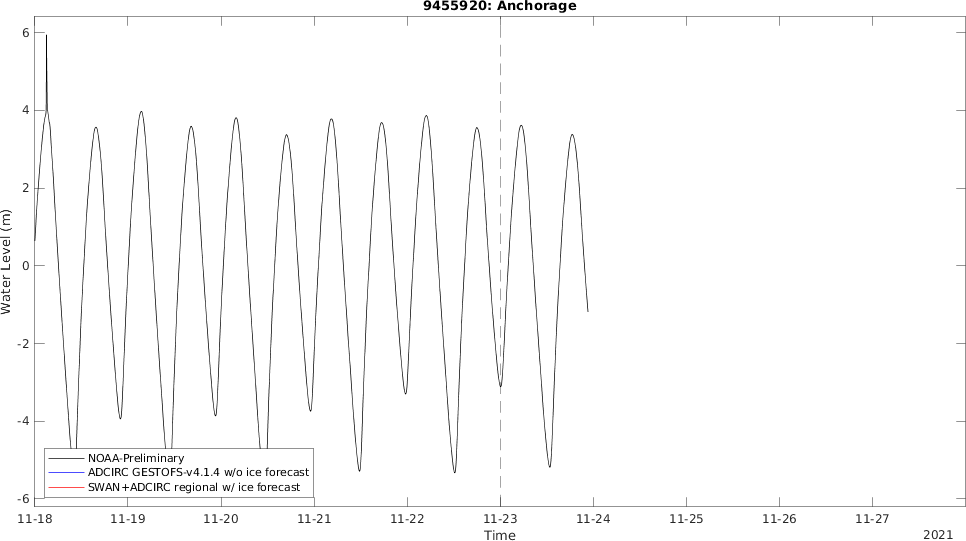 9455920: Anchorage
6
4
2
0
-2
-4
-6
Water Level (m)
NOAA-Preliminary
ADCIRC GESTOFS-v4.1.4 w/o ice forecast
SWAN+ADCIRC regional w/ ice forecast
11-18 11-19 11-20 11-21 11-22 11-23 11-24 11-25 11-26 11-27
Time
2021